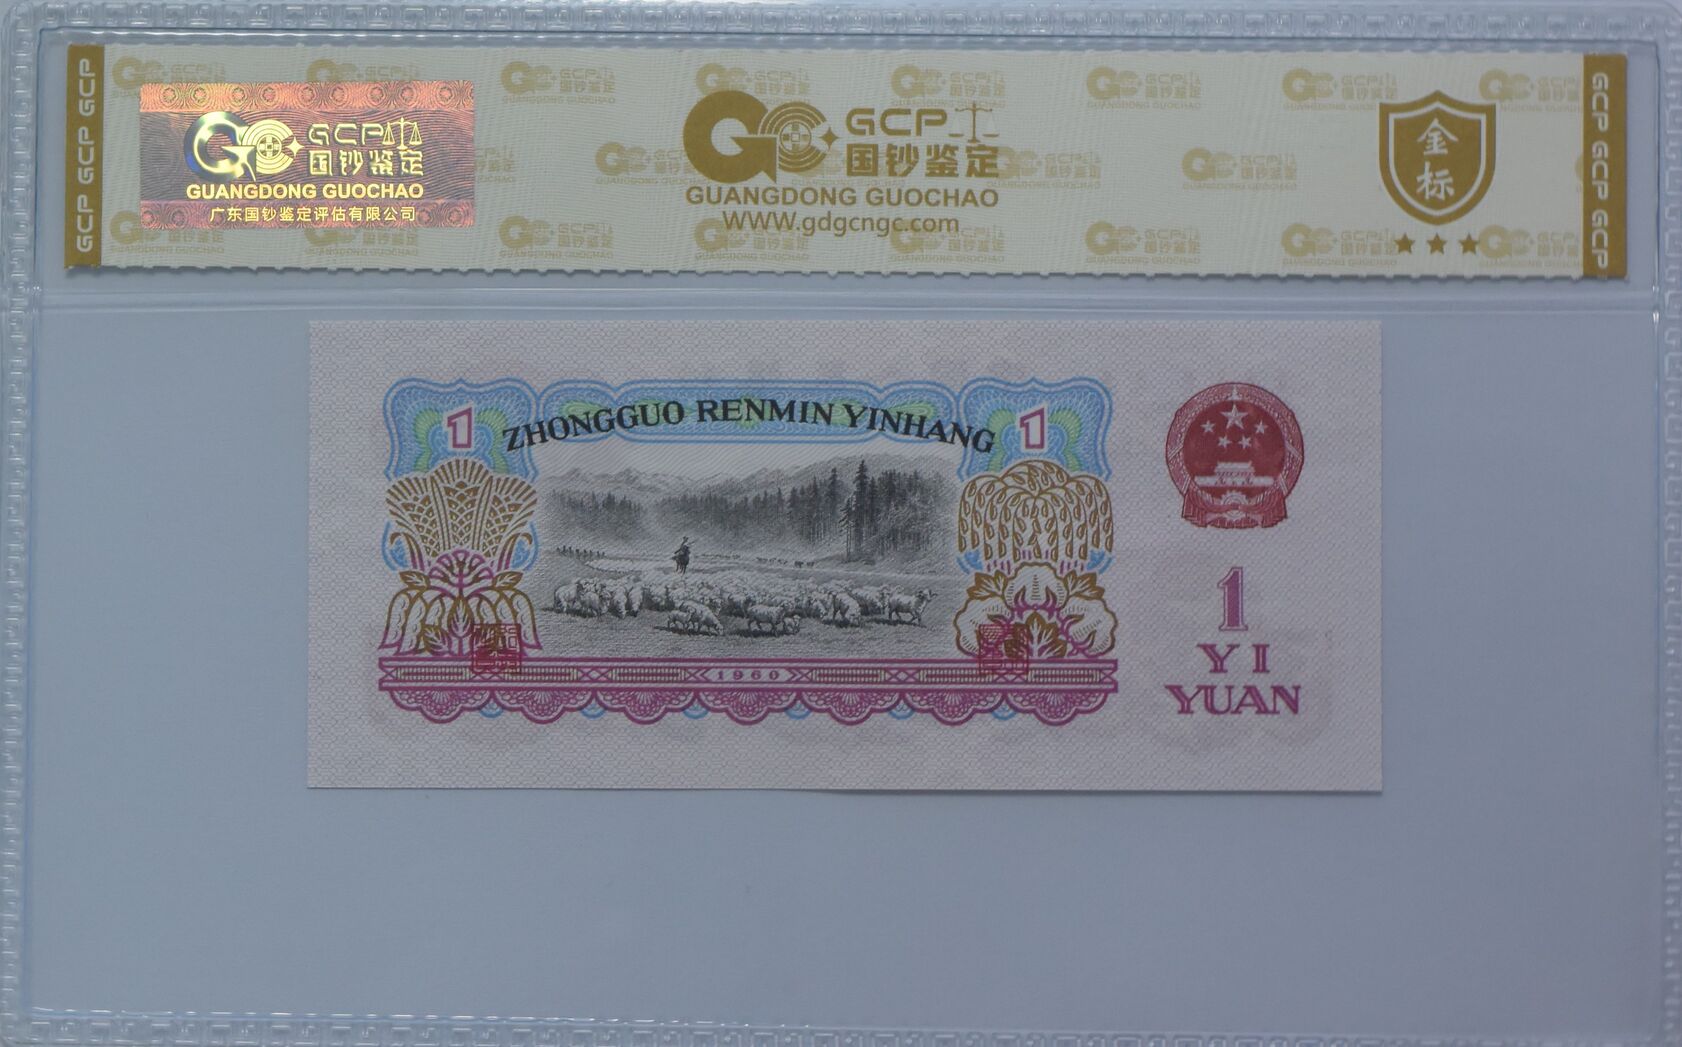 GCP GCP GCP
GCP
国钞鉴定
GUANGDONG GUOCHAO
广东国钞鉴定评估有限公司
GCP
国钞鉴定
GUANGDONG GUOCHAO
WWW.gdgcngc.com
金
标
GCP GCP GCP
ZHONGGUO RENMIN YINHANG
1
1
1960
1
YI
YUAN